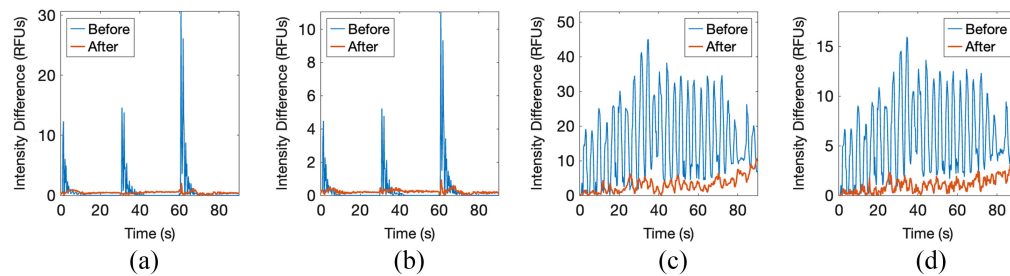 Intensity Difference (RFUs)
30
20
10
0
Before
After
0 20 40 60 80
Time (s)
(a)
Intensity Difference (RFUs)
10
8
6
4
2
0
Before
After
0 20 40 60 80
Time (s)
(b)
Intensity Difference (RFUs)
50
40
30
20
10
0
Before
After
0 20 40 60 80
Time (s)
(c)
Intensity Difference (RFUs)
15
10
5
0
Before
After
0 20 40 60 80
Time (s)
(d)